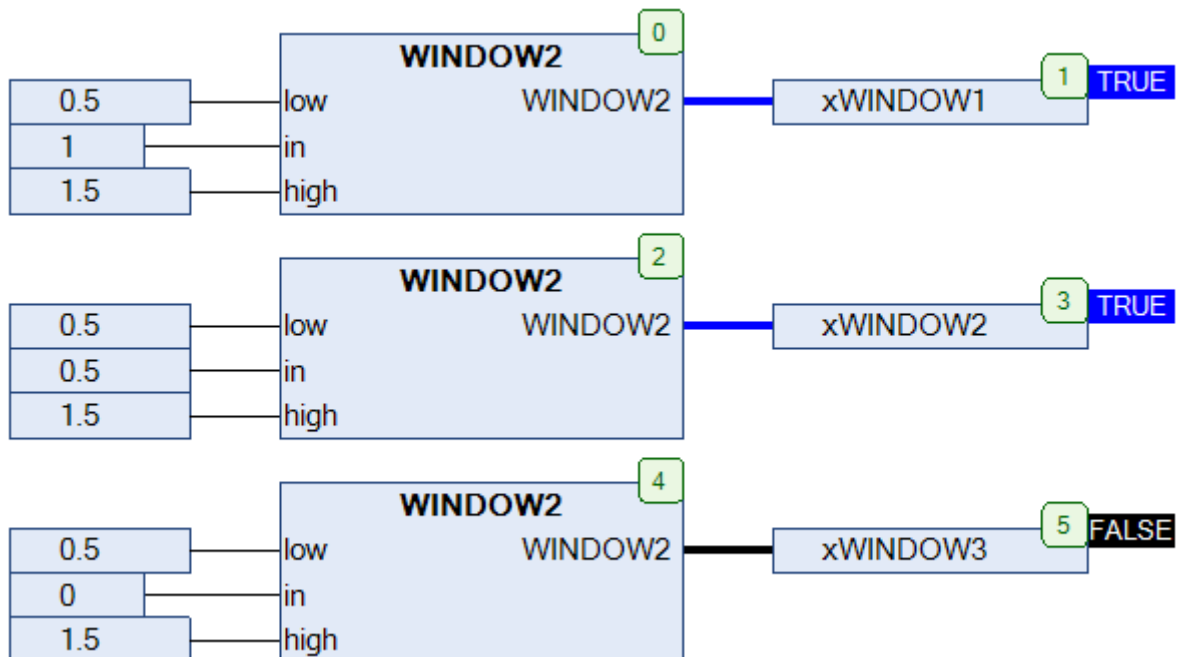 0
WINDOW2
1 TRUE
0.5 low WINDOW2 xWINDOW1
1 in
1.5 high
2
WINDOW2
3 TRUE
0.5 low WINDOW2 xWINDOW2
0.5 in
1.5 high
4
WINDOW2
5 FALSE
0.5 low WINDOW2 xWINDOW3
0 in
1.5 high